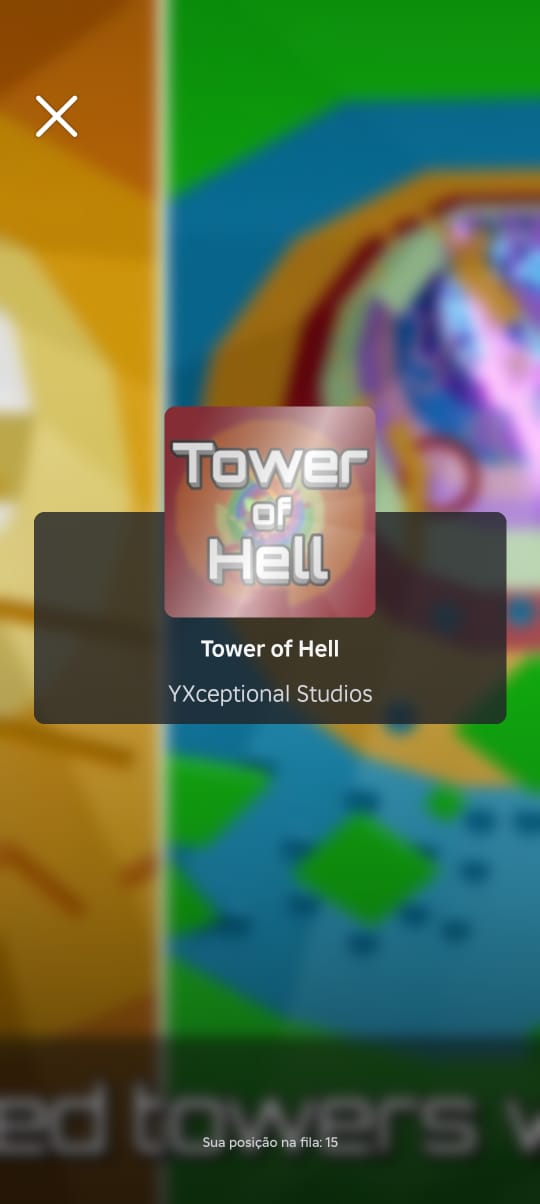 Tower
of
Hell
Tower of Hell
YXceptional Studios
ed towers
Sua posição na fila: 15